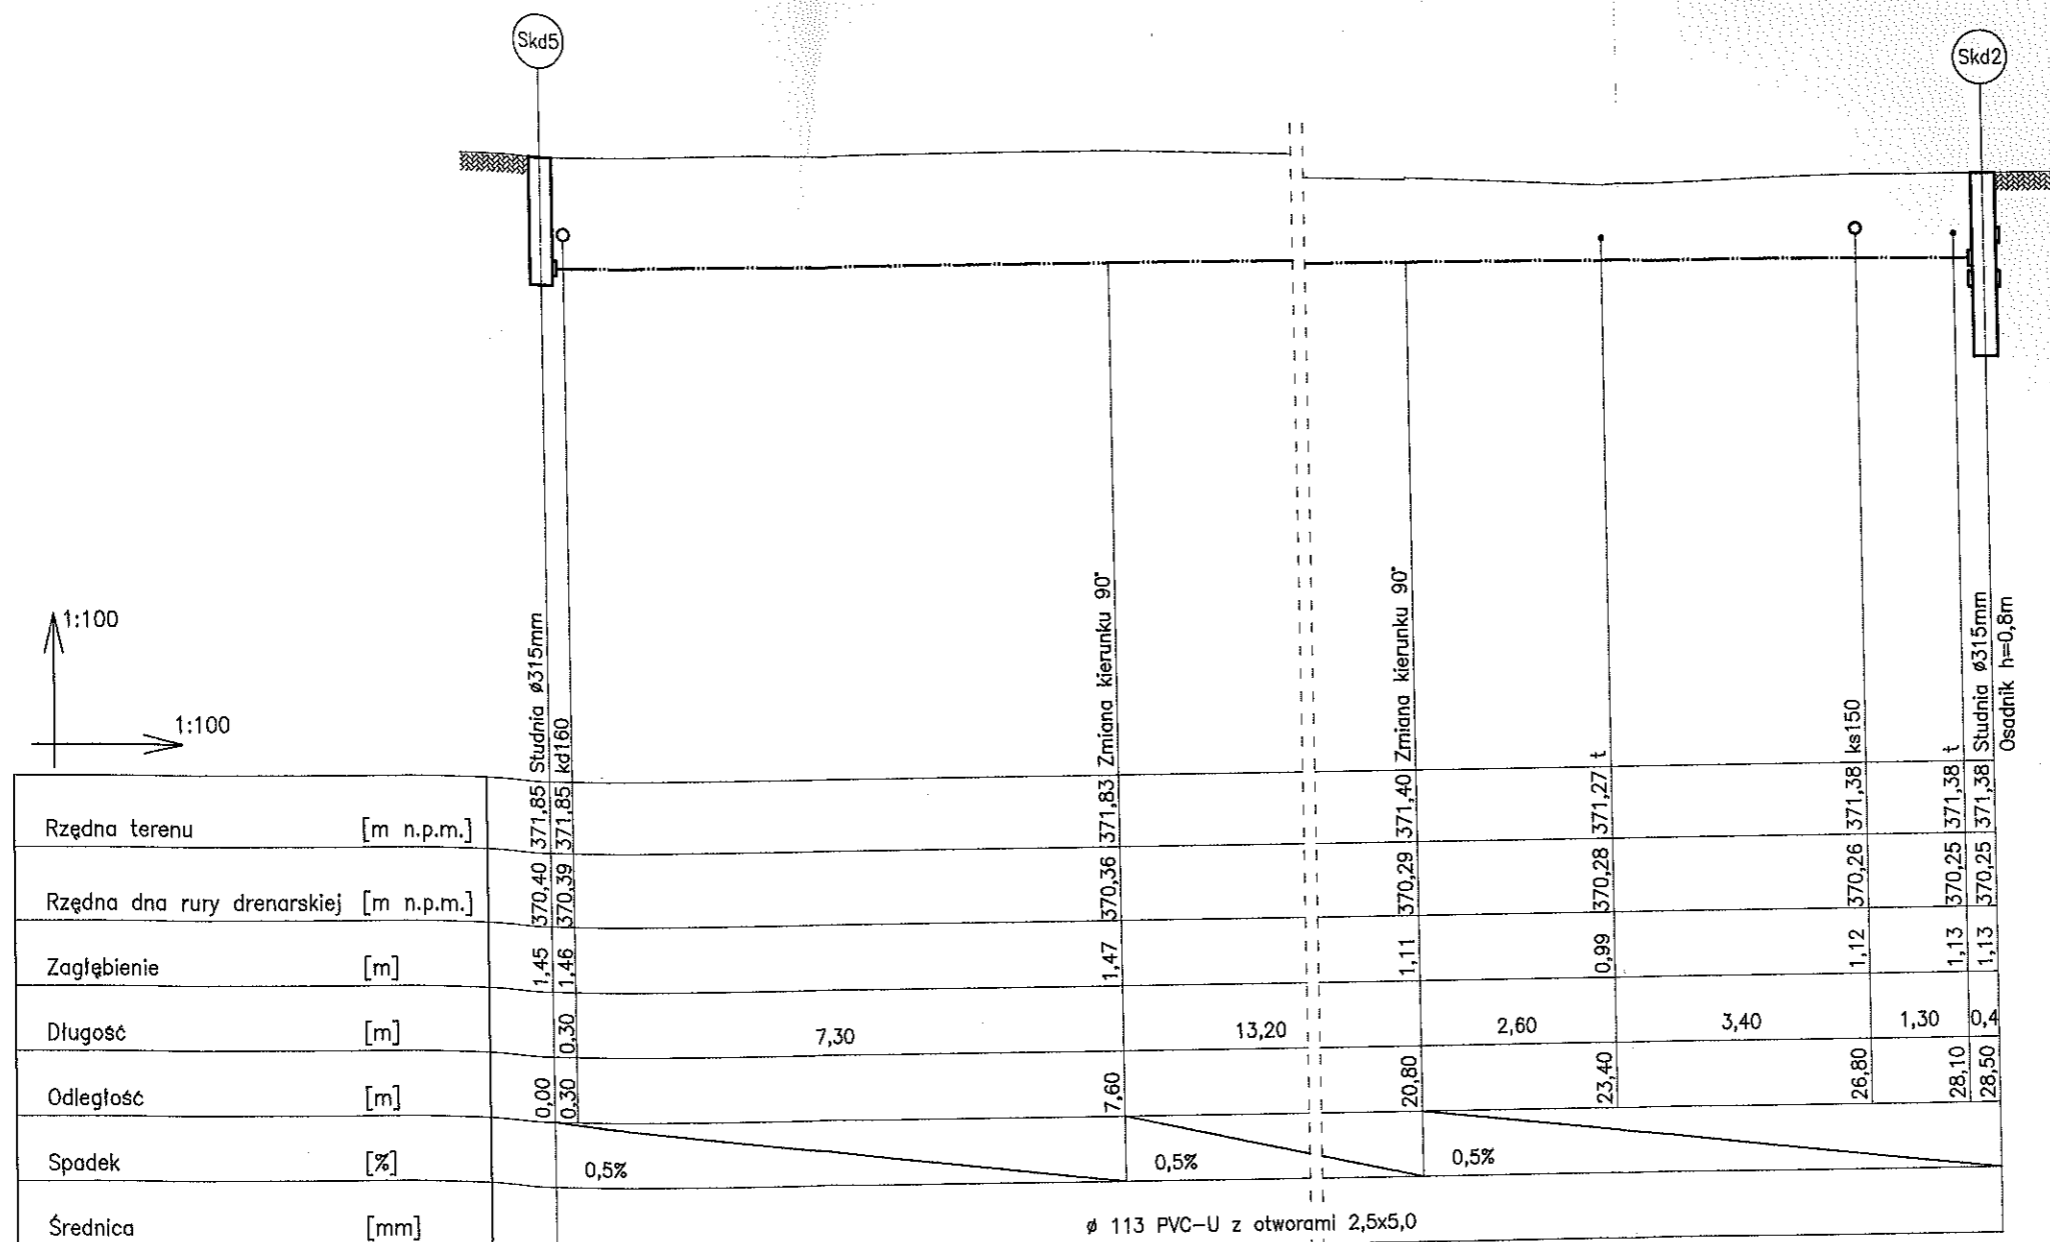 Skd5
Skd2
1:100
1:100
Studnia ø315mm
kd160
Zmiana kierunku 90°
Zmiana kierunku 90°
t
ks150
t
Studnia ø315mm
Osadnik h=0,8m
Rzędna terenu [m n.p.m.] 371,85 371,85 371,83 371,40 371,27 371,38 371,38 371,38
Rzędna dna rury drenarskiej [m n.p.m.] 370,40 370,39 370,36 370,29 370,28 370,26 370,25 370,25
Zagłębienie [m] 1,45 1,46 1,47 1,11 0,99 1,12 1,13 1,13
Długość [m] 0,30 7,30 13,20 2,60 3,40 1,30 0,4
Odległość [m] 0,00 0,30 7,60 20,80 23,40 26,80 28,10 28,50
Spadek [%] 0,5% 0,5% 0,5%
Średnica [mm] ø 113 PVC-U z otworami 2,5x5,0